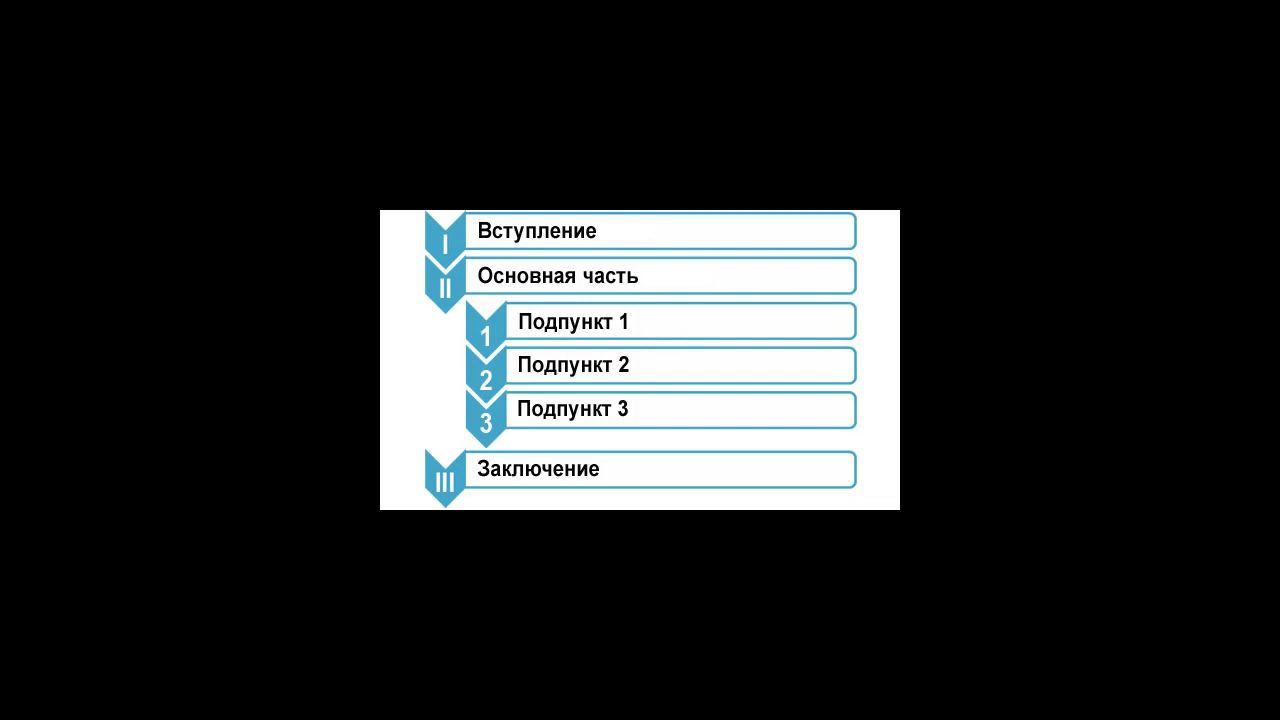 I Вступление
II Основная часть
1 Подпункт 1
2 Подпункт 2
3 Подпункт 3
III Заключение